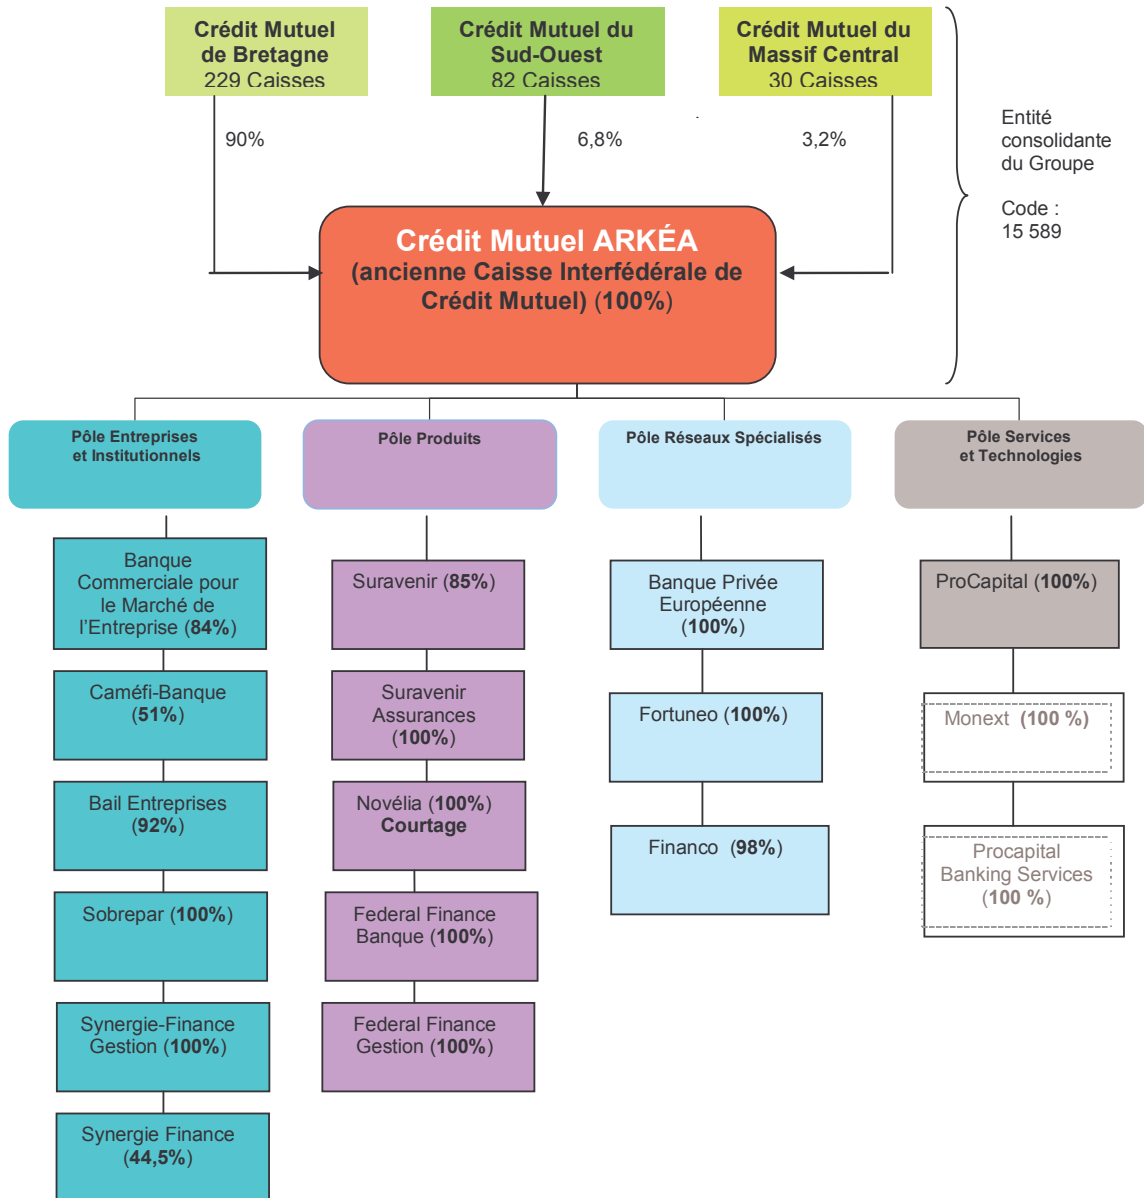 Crédit Mutuel
de Bretagne
229 Caisses
Crédit Mutuel du
Sud-Ouest
82 Caisses
Crédit Mutuel du
Massif Central
30 Caisses
90%
6,8%
3,2%
Entité
consolidante
du Groupe
Code :
15 589
Crédit Mutuel ARKÉA
(ancienne Caisse Interfédérale de
Crédit Mutuel) (100%)
Pôle Entreprises
et Institutionnels
Pôle Produits
Pôle Réseaux Spécialisés
Pôle Services
et Technologies
Banque
Commerciale pour
le Marché de
l'Entreprise (84%)
Caméfi-Banque
(51%)
Bail Entreprises
(92%)
Sobrepar (100%)
Synergie-Finance
Gestion (100%)
Synergie Finance
(44,5%)
Suravenir (85%)
Suravenir
Assurances
(100%)
Novélia (100%)
Courtage
Federal Finance
Banque (100%)
Federal Finance
Gestion (100%)
Banque Privée
Européenne
(100%)
Fortuneo (100%)
Financo (98%)
ProCapital (100%)
Monext (100 %)
Procapital
Banking Services
(100 %)